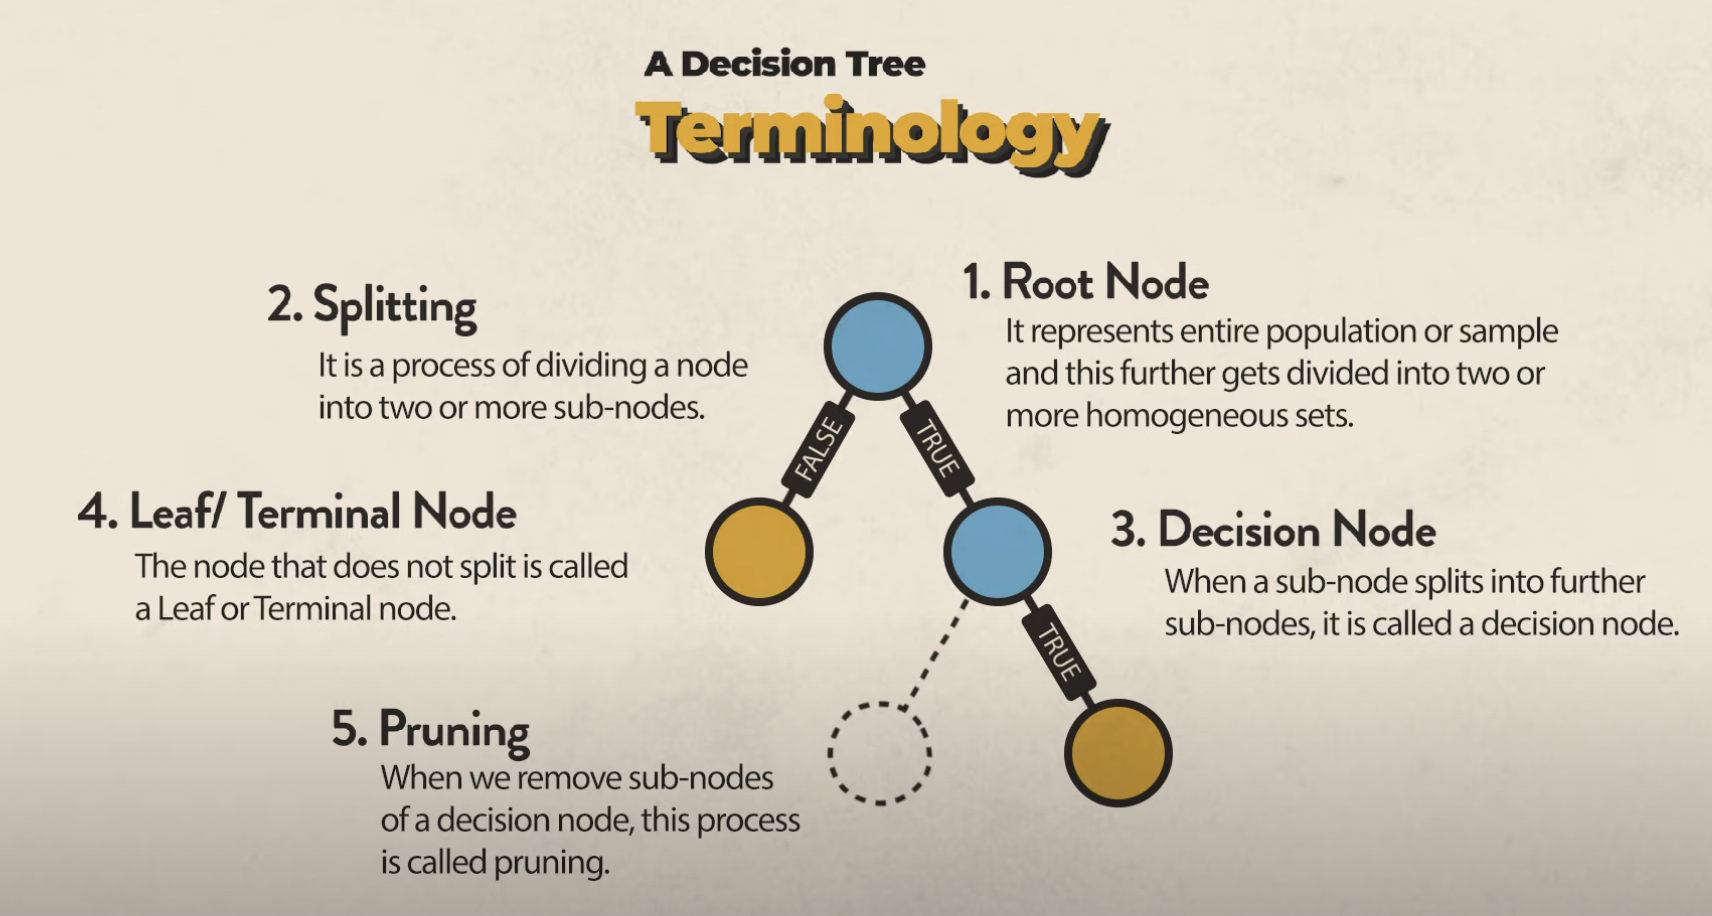 A Decision Tree
Terminology
1. Root Node
It represents entire population or sample
and this further gets divided into two or
more homogeneous sets.
2. Splitting
It is a process of dividing a node
into two or more sub-nodes.
FALSE
TRUE
3. Decision Node
When a sub-node splits into further
sub-nodes, it is called a decision node.
4. Leaf/ Terminal Node
The node that does not split is called
a Leaf or Terminal node.
TRUE
5. Pruning
When we remove sub-nodes
of a decision node, this process
is called pruning.